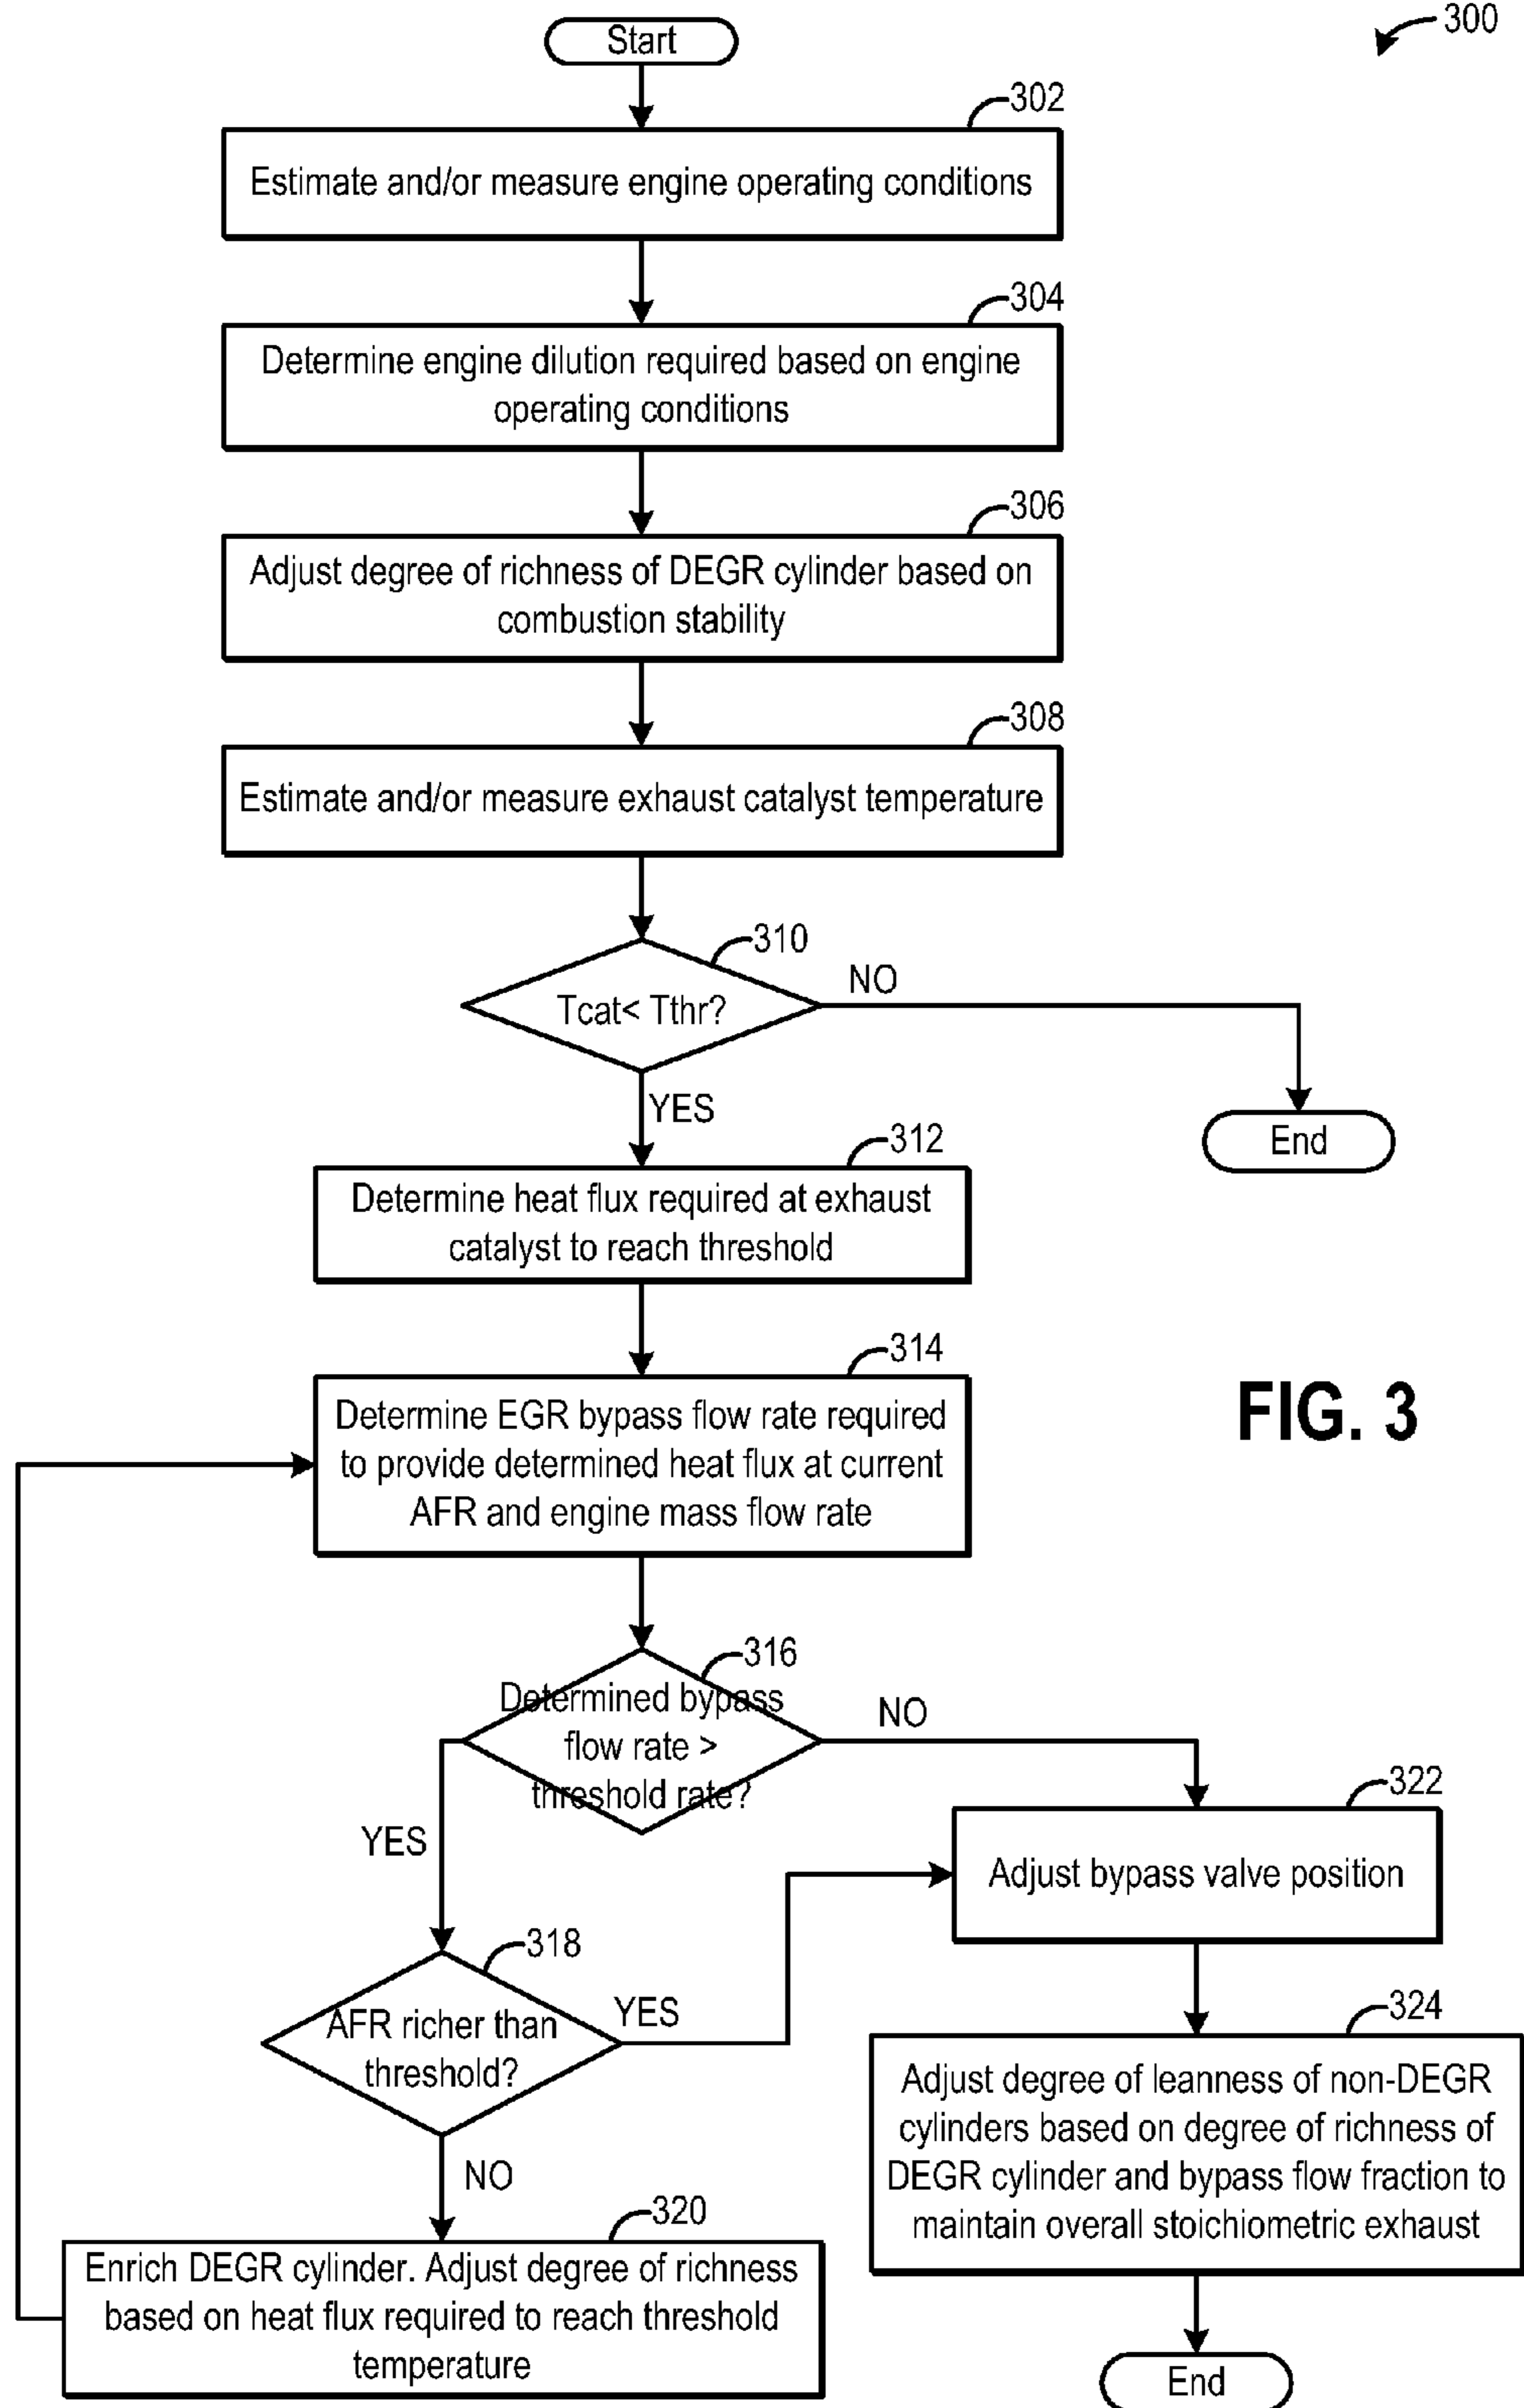 300
Start
302
Estimate and/or measure engine operating conditions
304
Determine engine dilution required based on engine
operating conditions
306
Adjust degree of richness of DEGR cylinder based on
combustion stability
308
Estimate and/or measure exhaust catalyst temperature
310
Tcat< Tthr?
NO
End
YES
312
Determine heat flux required at exhaust
catalyst to reach threshold
314
Determine EGR bypass flow rate required
to provide determined heat flux at current
AFR and engine mass flow rate
FIG. 3
316
Determined bypass
flow rate >
threshold rate?
NO
YES
322
Adjust bypass valve position
318
AFR richer than
threshold?
YES
NO
324
Adjust degree of leanness of non-DEGR
cylinders based on degree of richness of
DEGR cylinder and bypass flow fraction to
maintain overall stoichiometric exhaust
320
Enrich DEGR cylinder. Adjust degree of richness
based on heat flux required to reach threshold
temperature
End